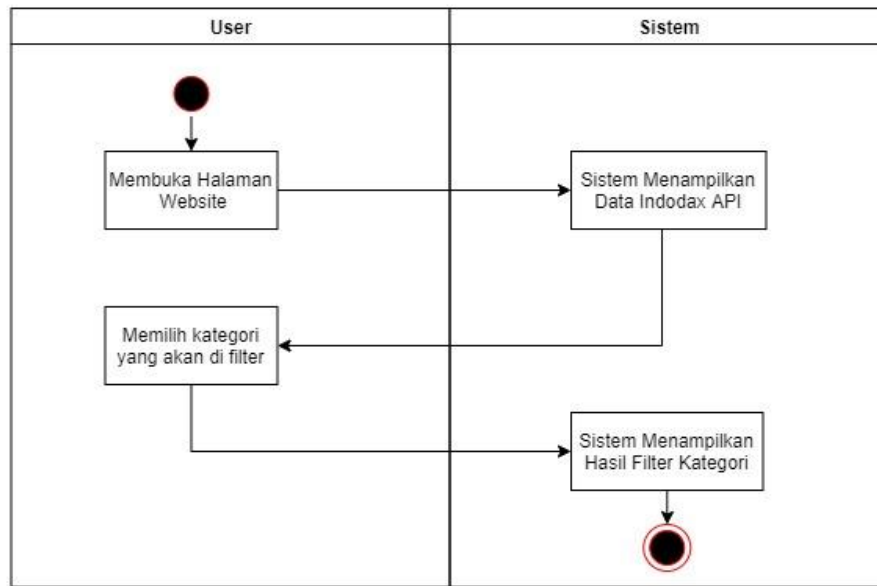 User
Sistem
Membuka Halaman
Website
Sistem Menampilkan
Data Indodax API
Memilih kategori
yang akan di filter
Sistem Menampilkan
Hasil Filter Kategori